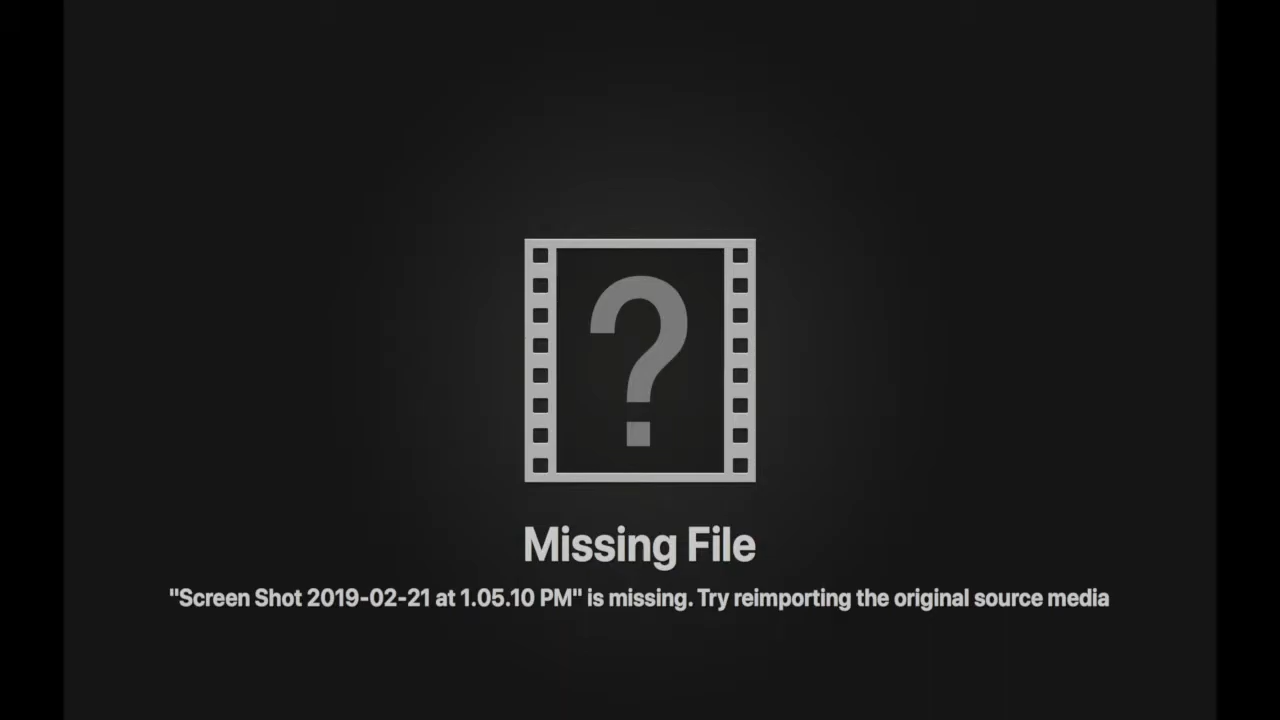 ?
Missing File
"Screen Shot 2019-02-21 at 1.05.10 PM" is missing. Try reimporting the original source media